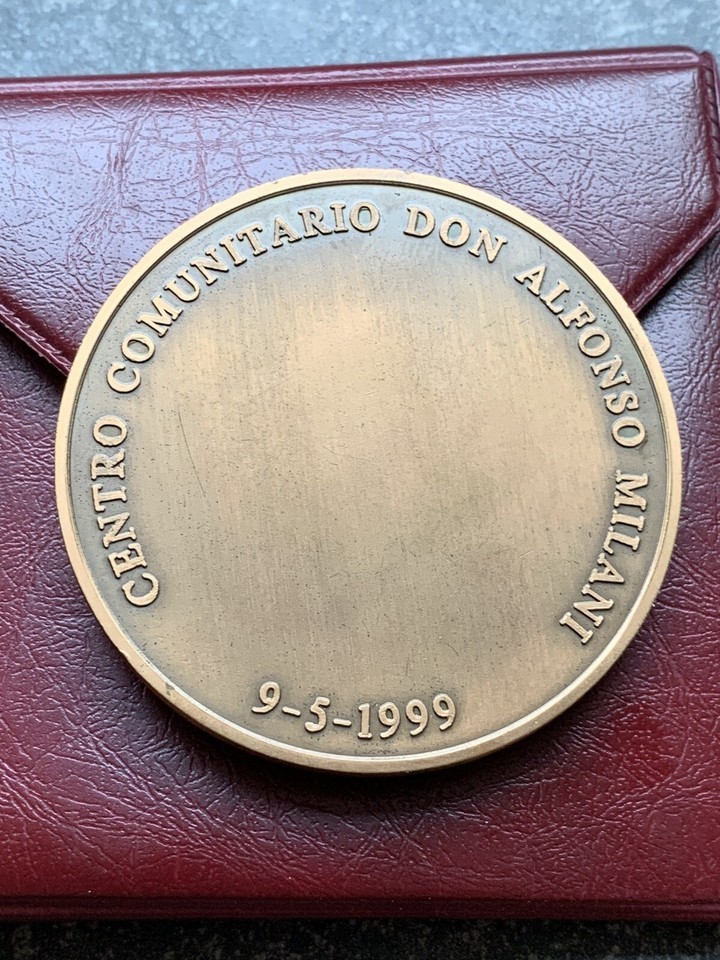 CENTRO COMUNITARIO DON ALFONSO MILANI
9-5-1999